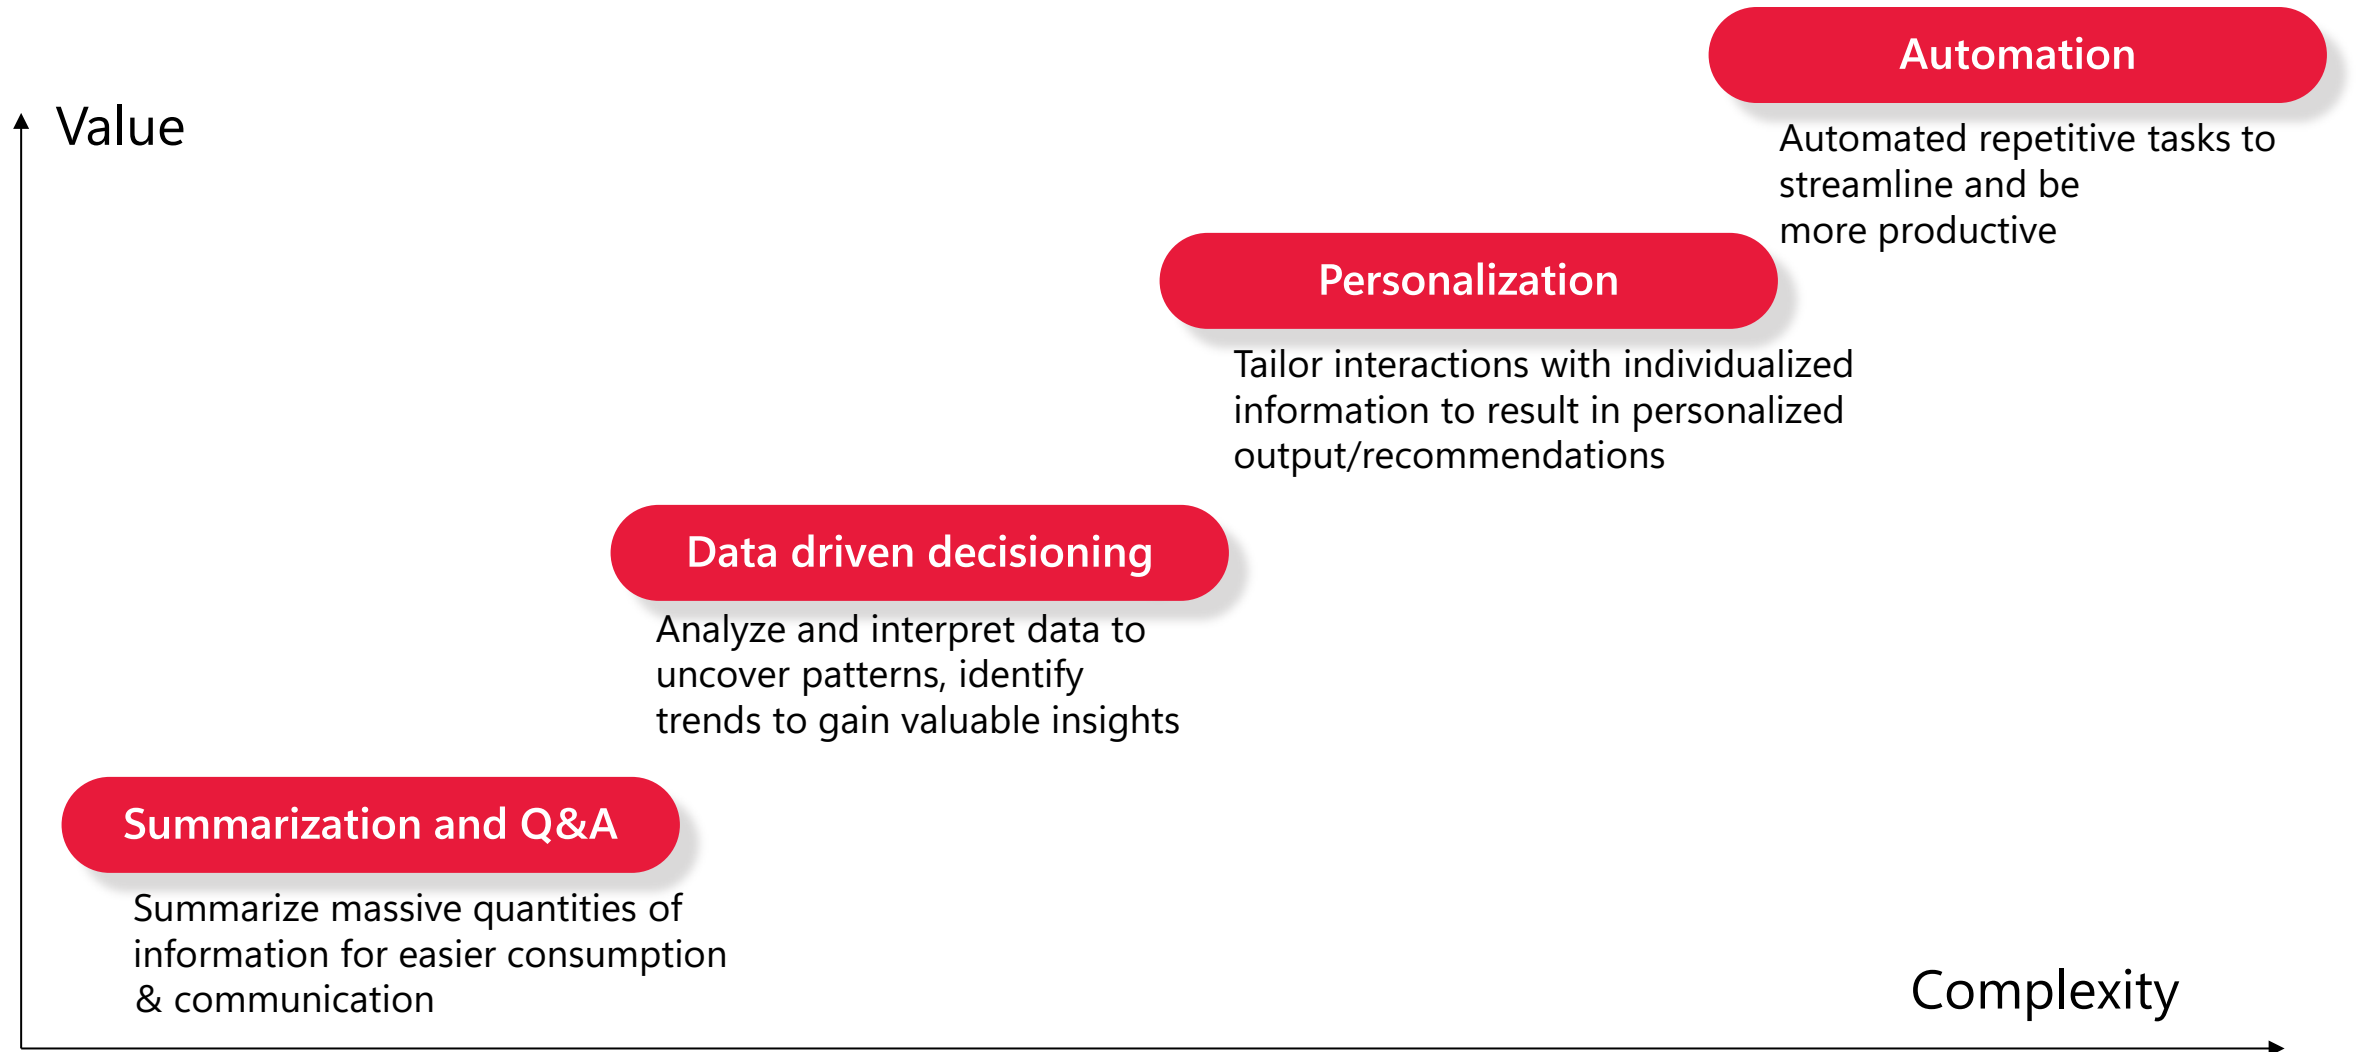 Automation
Value
Automated repetitive tasks to
streamline and be
more productive
Personalization
Tailor interactions with individualized
information to result in personalized
output/recommendations
Data driven decisioning
Analyze and interpret data to
uncover patterns, identify
trends to gain valuable insights
Summarization and Q&A
Summarize massive quantities of
information for easier consumption
& communication
Complexity